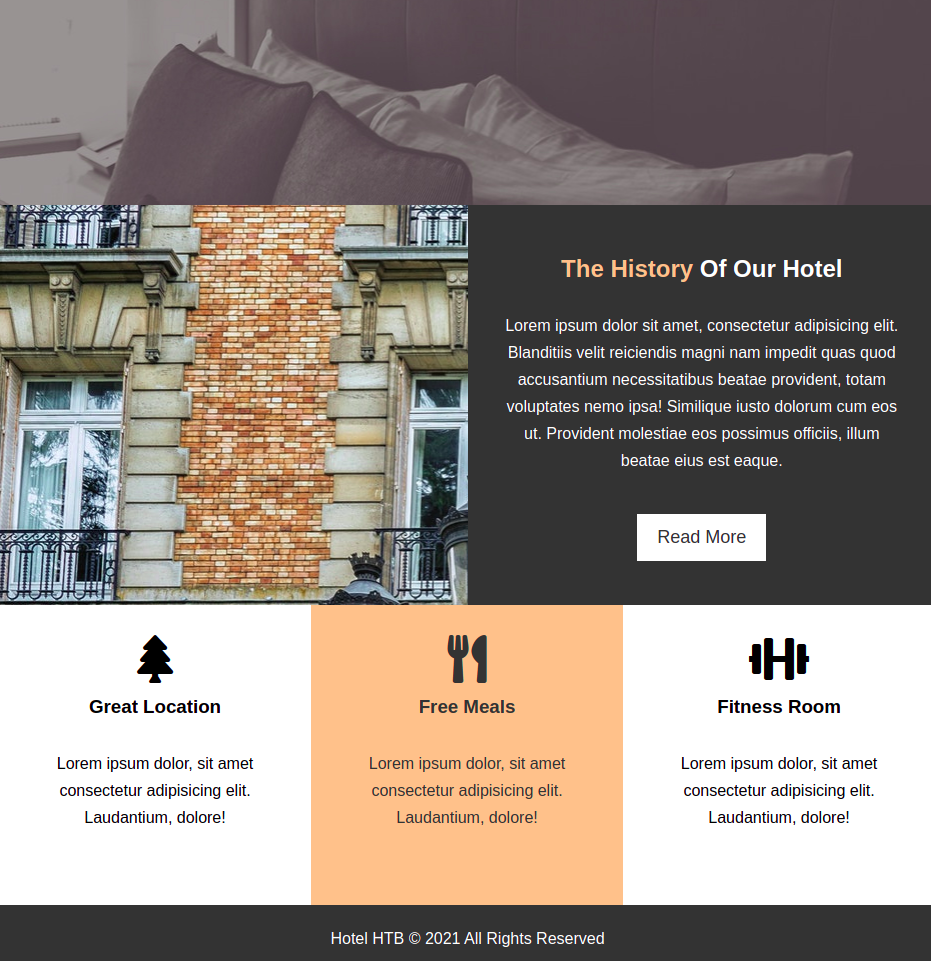 The History Of Our Hotel
Lorem ipsum dolor sit amet, consectetur adipisicing elit.
Blanditiis velit reiciendis magni nam impedit quas quod
accusantium necessitatibus beatae provident, totam
voluptates nemo ipsa! Similique iusto dolorum cum eos
ut. Provident molestiae eos possimus officiis, illum
beatae eius est eaque.
Read More
Great Location
Lorem ipsum dolor, sit amet
consectetur adipisicing elit.
Laudantium, dolore!
Free Meals
Lorem ipsum dolor, sit amet
consectetur adipisicing elit.
Laudantium, dolore!
Fitness Room
Lorem ipsum dolor, sit amet
consectetur adipisicing elit.
Laudantium, dolore!
Hotel HTB © 2021 All Rights Reserved